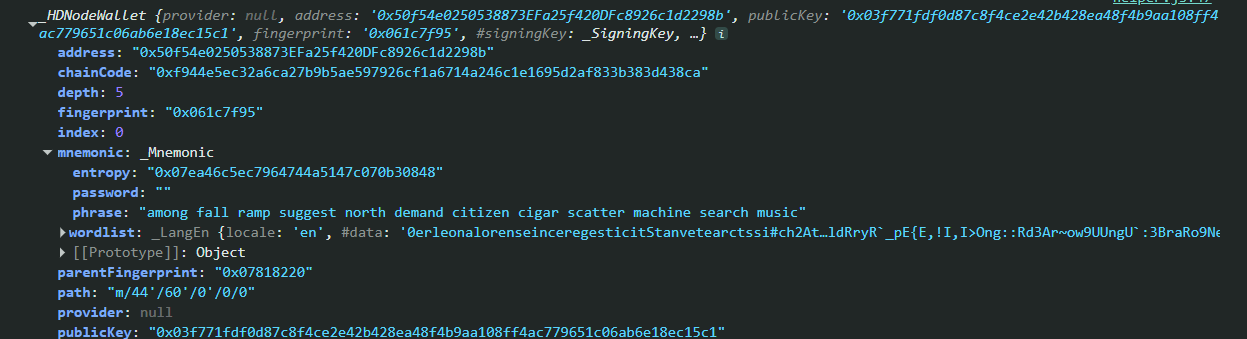 _HDNodeWallet {provider: null, address: '0x50f54e0250538873EFa25f420DFc8926c1d2298b', publicKey: '0x03f771fdf0d87c8f4ce2e42b428ea48f4b9aa108ff4
ac779651c06ab6e18ec15c1', fingerprint: '0x061c7f95', #signingKey: _SigningKey, …}
address: "0x50f54e0250538873EFa25f420DFc8926c1d2298b"
chainCode: "0xf944e5ec32a6ca27b9b5ae597926cf1a6714a246c1e1695d2af833b383d438ca"
depth: 5
fingerprint: "0x061c7f95"
index: 0
mnemonic: _Mnemonic
entropy: "0x07ea46c5ec7964744a5147c070b30848"
password: ""
phrase: "among fall ramp suggest north demand citizen cigar scatter machine search music"
wordlist: _LangEn {locale: 'en', #data: '0erleonalorenseinceregesticitStanvetearctssi#ch2At…ldRryR`_pE{E,!I,I>Ong::Rd3Ar~ow9UUngU`:3BraRo9Ne
[[Prototype]]: Object
parentFingerprint: "0x07818220"
path: "m/44'/60'/0'/0/0"
provider: null
publicKey: "0x03f771fdf0d87c8f4ce2e42b428ea48f4b9aa108ff4ac779651c06ab6e18ec15c1"